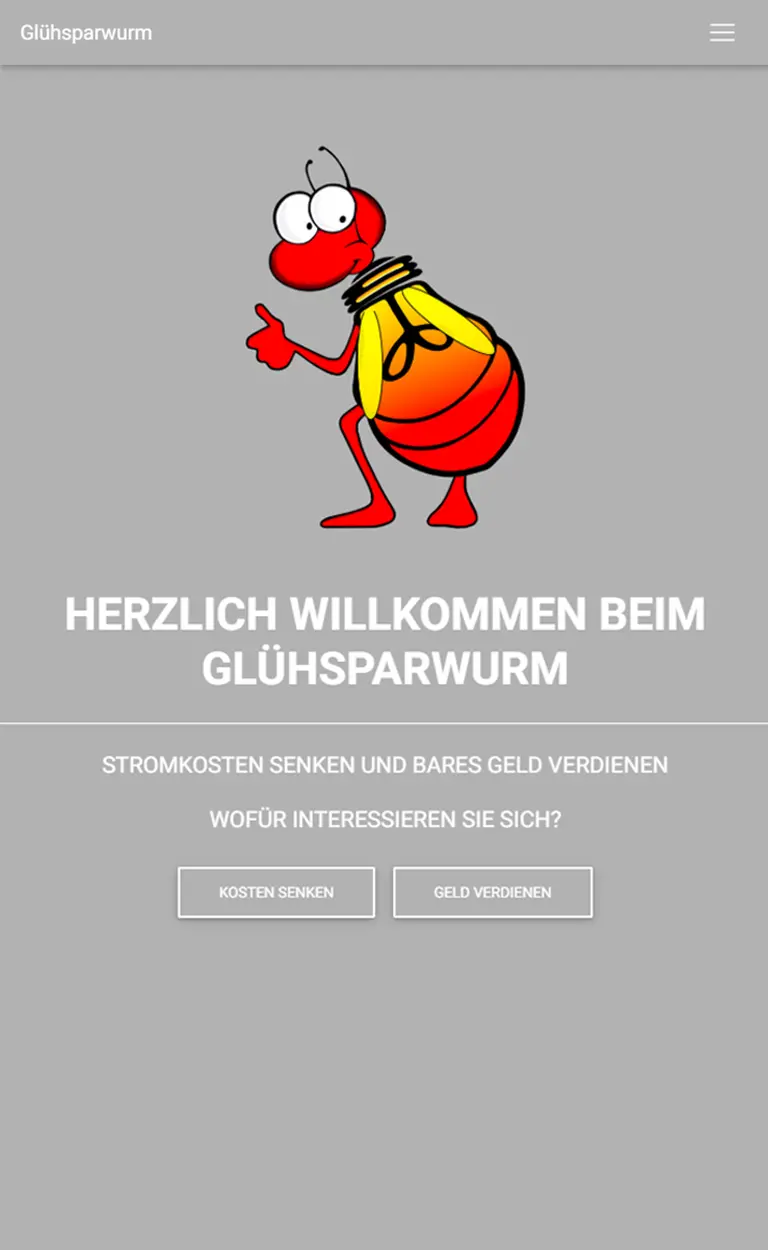 Glühsparwurm
HERZLICH WILLKOMMEN BEIM
GLÜHSPARWURM
STROMKOSTEN SENKEN UND BARES GELD VERDIENEN
WOFÜR INTERESSIEREN SIE SICH?
KOSTEN SENKEN
GELD VERDIENEN